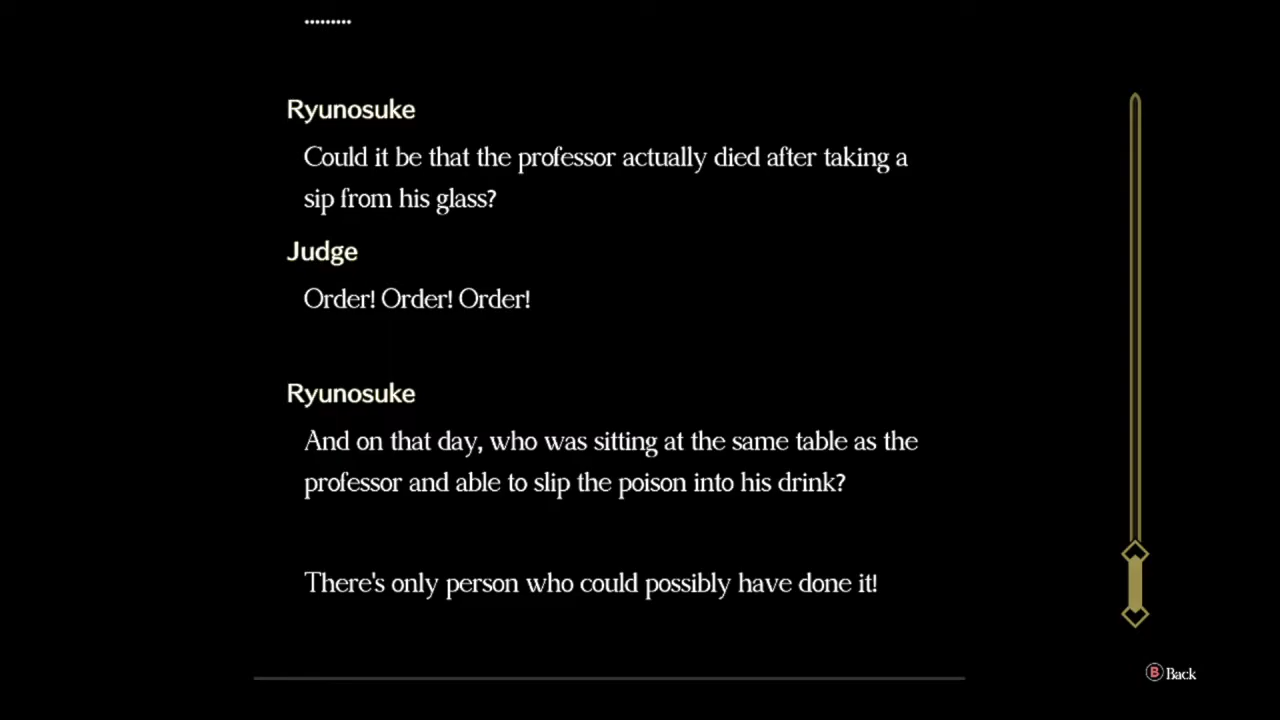 .........
Ryunosuke
Could it be that the professor actually died after taking a
sip from his glass?
Judge
Order! Order! Order!
Ryunosuke
And on that day, who was sitting at the same table as the
professor and able to slip the poison into his drink?
There's only person who could possibly have done it!
B Back